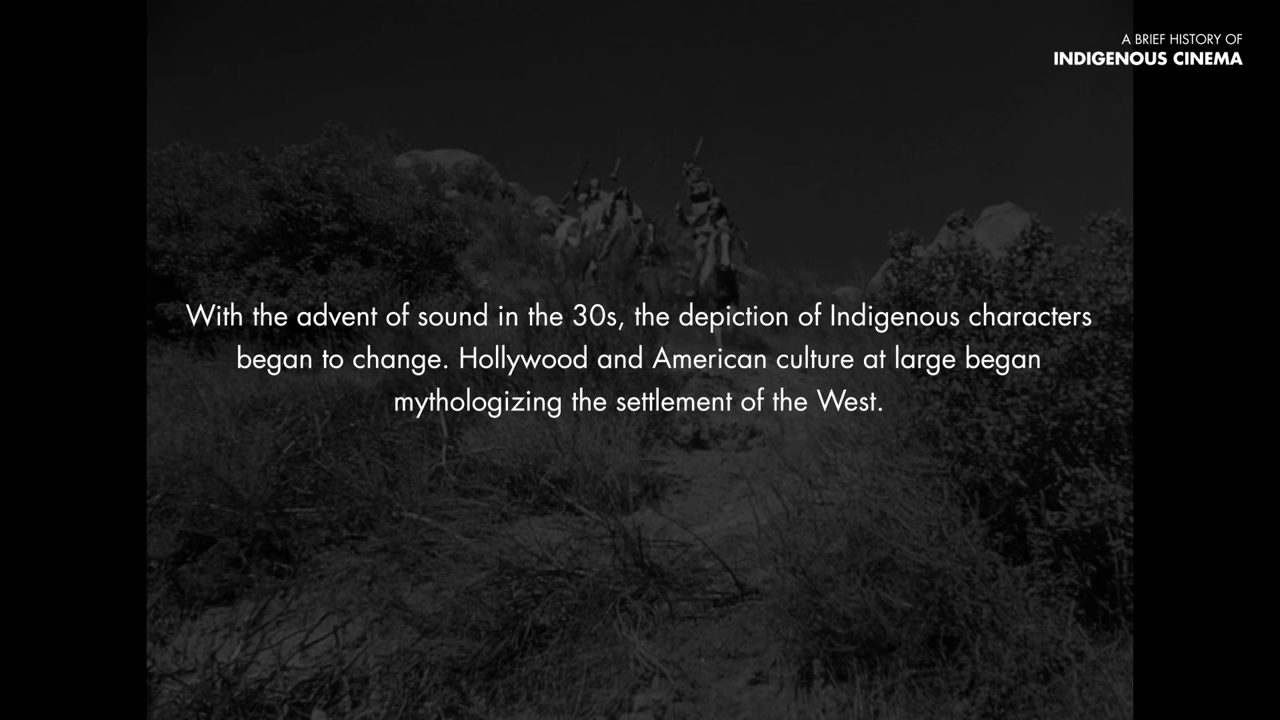 A BRIEF HISTORY OF
INDIGENOUS CINEMA
With the advent of sound in the 30s, the depiction of Indigenous characters
began to change. Hollywood and American culture at large began
mythologizing the settlement of the West.